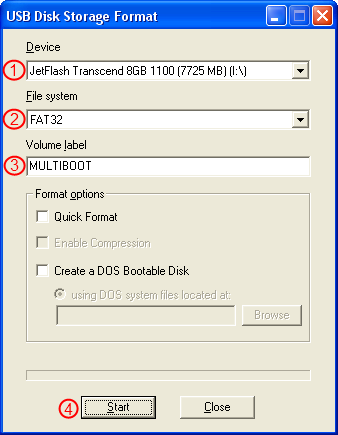 USB Disk Storage Format
Device
1 JetFlash Transcend 8GB 1100 (7725 MB) (I:\)
File system
2 FAT32
Volume label
3 MULTIBOOT
Format options
Quick Format
Enable Compression
Create a DOS Bootable Disk
using DOS system files located at:
Browse
4 Start Close